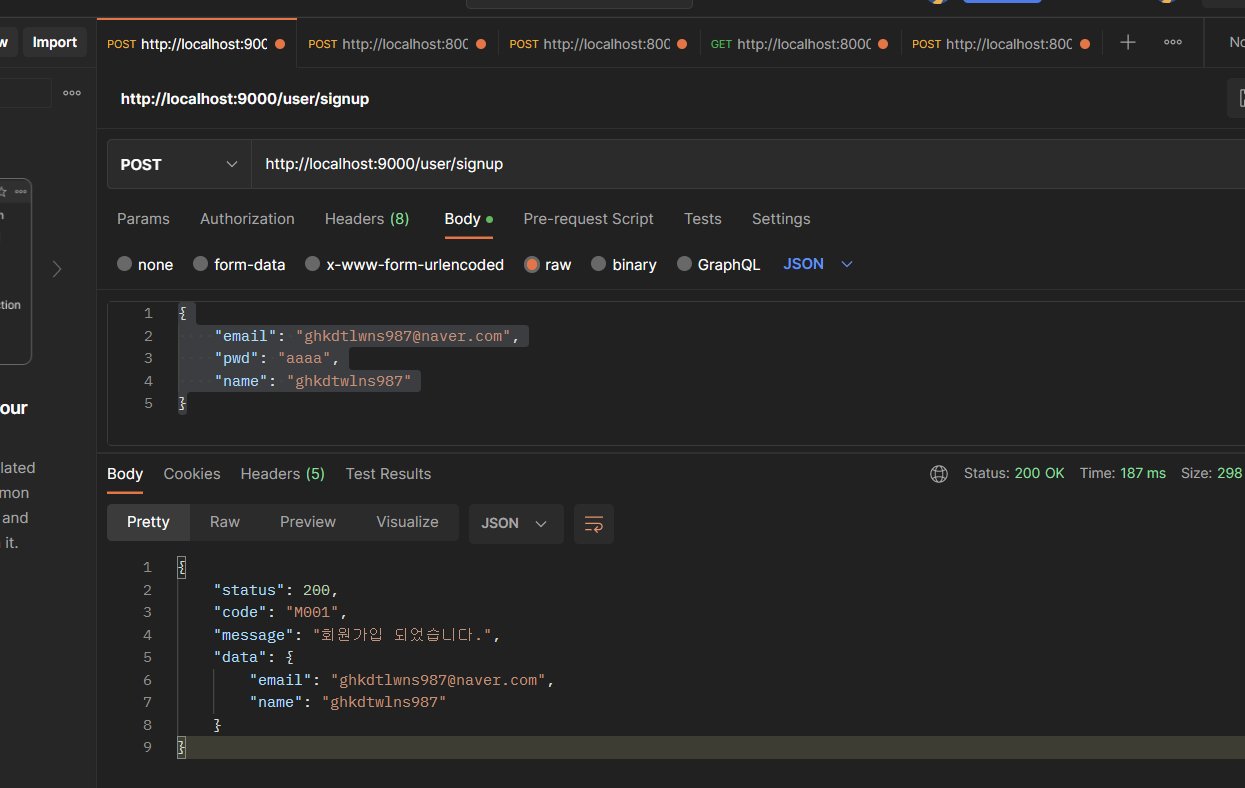 w Import POST http://localhost:900 POST http://localhost:800 POST http://localhost:800 GET http://localhost:8000 POST http://localhost:800 No
http://localhost:9000/user/signup
POST http://localhost:9000/user/signup
Params Authorization Headers (8) Body Pre-request Script Tests Settings
none form-data x-www-form-urlencoded raw binary GraphQL JSON
n
ction
our
lated
mon
and
it.
1 {
2 "email": "ghkdtlwns987@naver.com",
3 "pwd": "aaaa",
4 "name": "ghkdtwlns987"
5 }
Body Cookies Headers (5) Test Results Status: 200 OK Time: 187 ms Size: 298
Pretty Raw Preview Visualize JSON
1 {
2 "status": 200,
3 "code": "M001",
4 "message": "회원가입 되었습니다.",
5 "data": {
6 "email": "ghkdtlwns987@naver.com",
7 "name": "ghkdtwlns987"
8 }
9 }